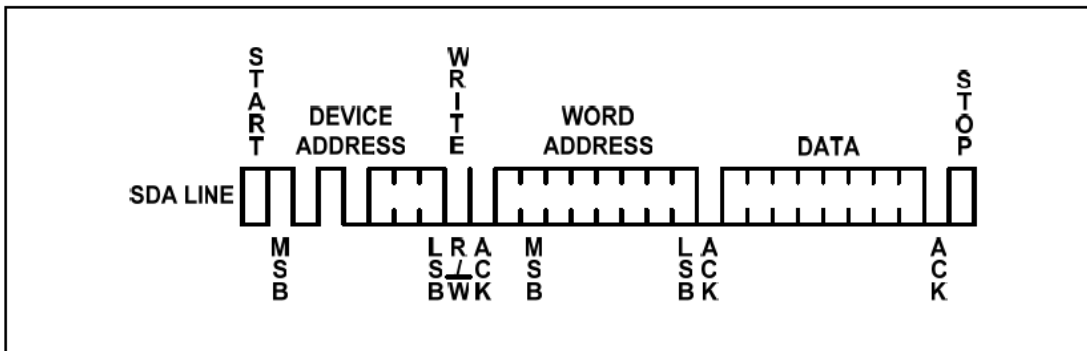 START
WRITE
STOP
DEVICE
ADDRESS
WORD
ADDRESS
DATA
SDA LINE
MSB
LSB
R/W
ACK
MSB
LSB
ACK
ACK